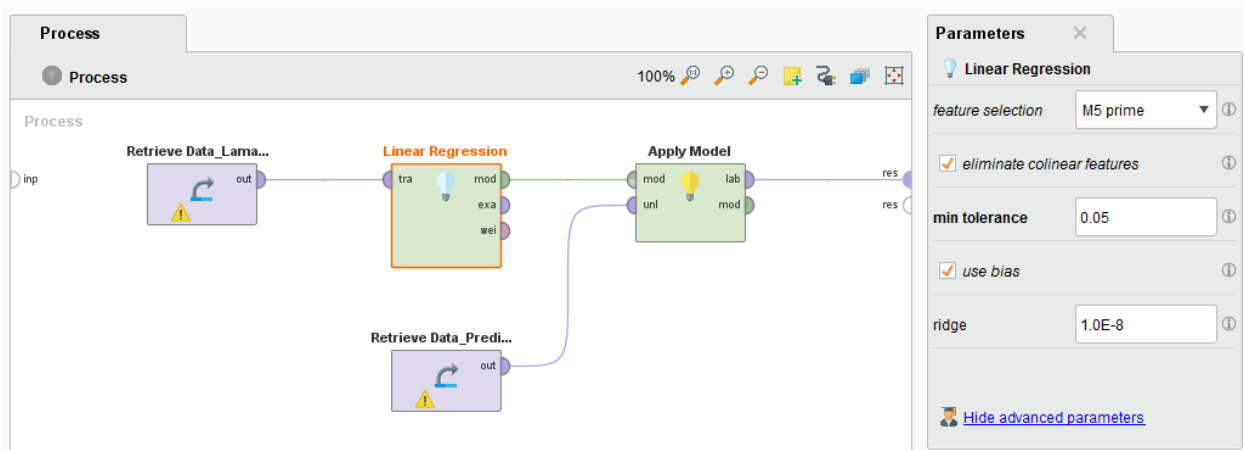 Process
Process
100%
Process
inp
Retrieve Data_Lama...
out
Linear Regression
tra
mod
exa
wei
Apply Model
mod
lab
unl
mod
res
res
Retrieve Data_Predi...
out
Parameters
Linear Regression
feature selection
M5 prime
eliminate colinear features
min tolerance
0.05
use bias
ridge
1.0E-8
Hide advanced parameters